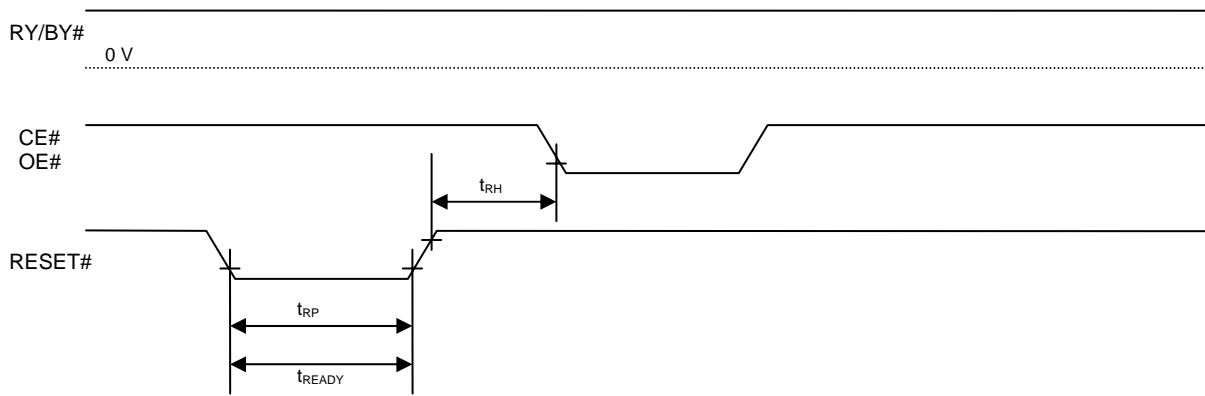 RY/BY#
0 V
CE#
OE#
tRH
RESET#
tRP
tREADY